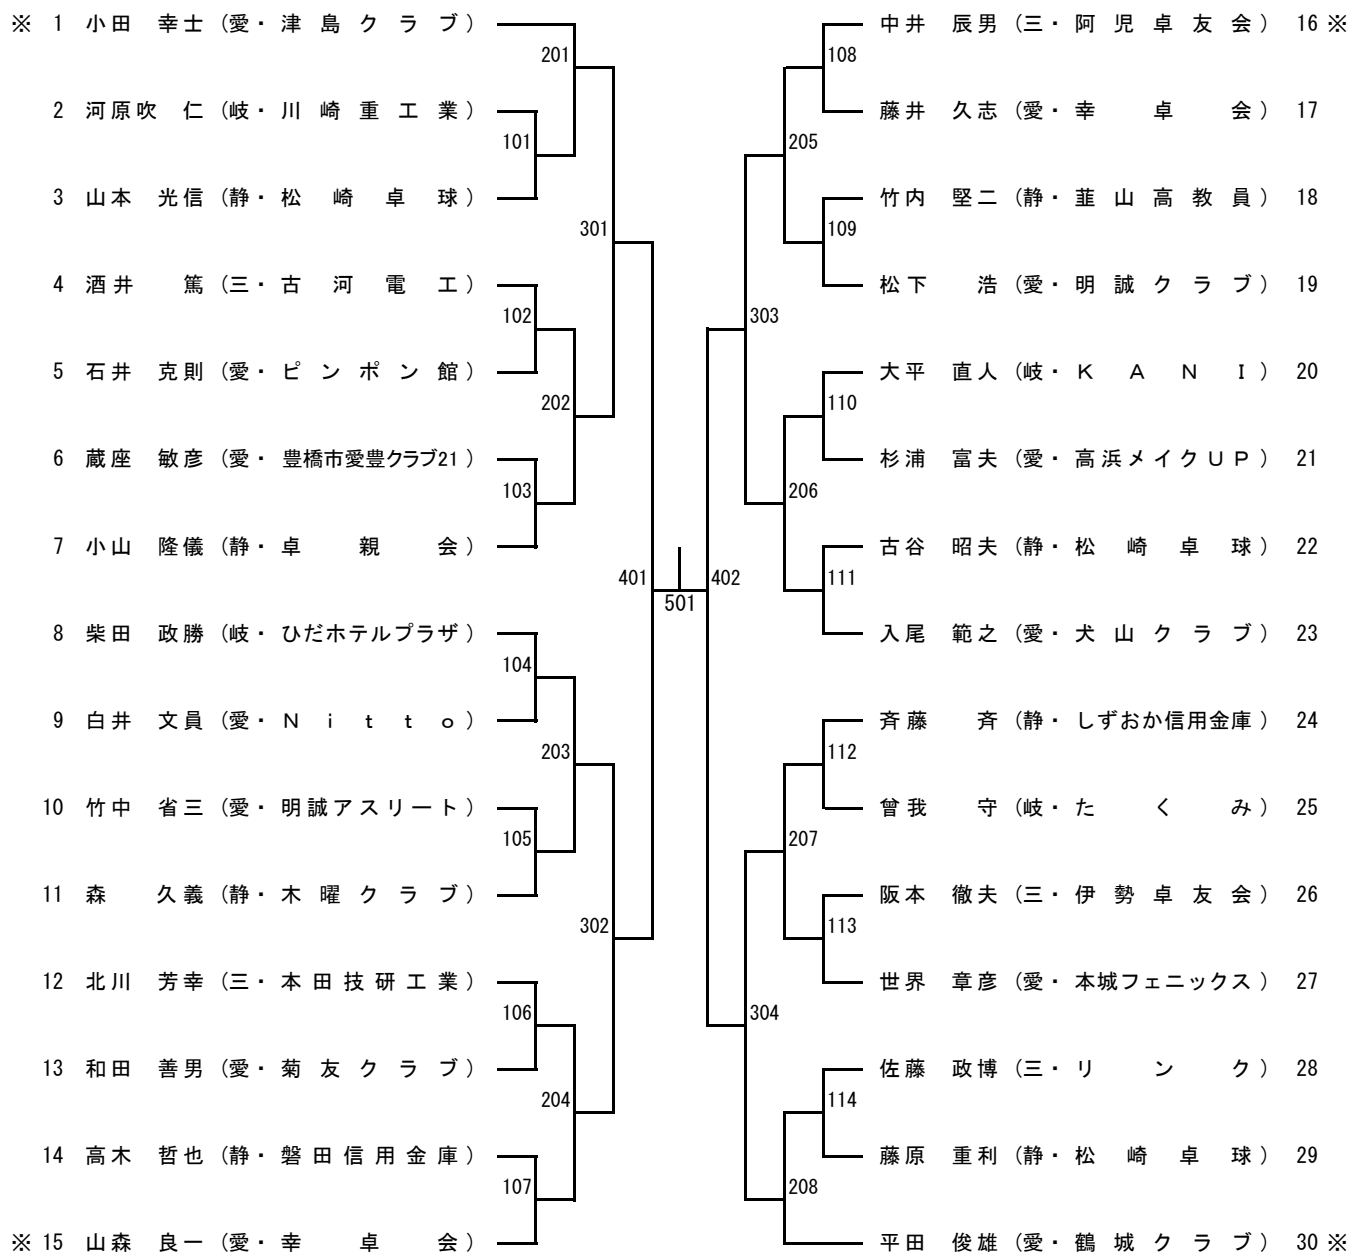 ※ 1 小田 幸士 (愛・津島クラブ)
201
2 河原吹 仁 (岐・川崎重工業)
101
3 山本 光信 (静・松崎卓球)
301
4 酒井 篤 (三・古河電工)
102
5 石井 克則 (愛・ピンポン館)
202
6 蔵座 敏彦 (愛・豊橋市愛豊クラブ21)
103
7 小山 隆儀 (静・卓親会)
401
8 柴田 政勝 (岐・ひだホテルプラザ)
104
9 白井 文員 (愛・Nitto)
203
10 竹中 省三 (愛・明誠アスリート)
105
11 森 久義 (静・木曜クラブ)
302
12 北川 芳幸 (三・本田技研工業)
106
13 和田 善男 (愛・菊友クラブ)
204
14 高木 哲也 (静・磐田信用金庫)
107
※ 15 山森 良一 (愛・幸卓会)
501
中井 辰男 (三・阿児卓友会) 16 ※
108
藤井 久志 (愛・幸卓会) 17
205
竹内 堅二 (静・韮山高教員) 18
109
松下 浩 (愛・明誠クラブ) 19
303
大平 直人 (岐・KANI) 20
110
杉浦 富夫 (愛・高浜メイクUP) 21
206
古谷 昭夫 (静・松崎卓球) 22
402
111
入尾 範之 (愛・犬山クラブ) 23
斉藤 斉 (静・しずおか信用金庫) 24
112
曾我 守 (岐・たくみ) 25
207
阪本 徹夫 (三・伊勢卓友会) 26
113
世界 章彦 (愛・本城フェニックス) 27
304
佐藤 政博 (三・リンク) 28
114
藤原 重利 (静・松崎卓球) 29
208
平田 俊雄 (愛・鶴城クラブ) 30 ※